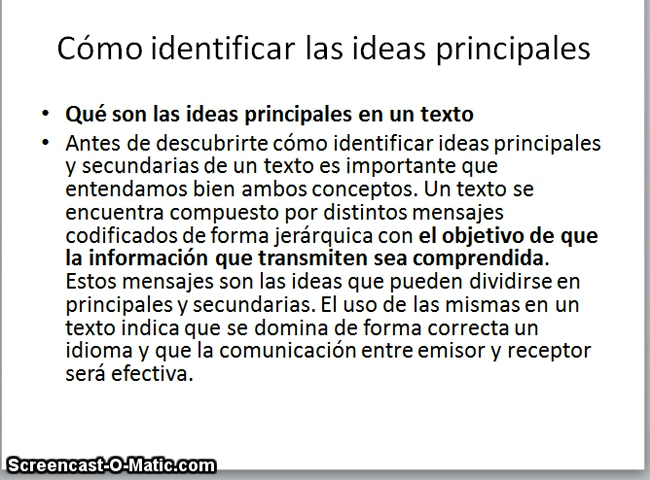 Cómo identificar las ideas principales
• Qué son las ideas principales en un texto
• Antes de descubrirte cómo identificar ideas principales
y secundarias de un texto es importante que
entendamos bien ambos conceptos. Un texto se
encuentra compuesto por distintos mensajes
codificados de forma jerárquica con el objetivo de que
la información que transmiten sea comprendida.
Estos mensajes son las ideas que pueden dividirse en
principales y secundarias. El uso de las mismas en un
texto indica que se domina de forma correcta un
idioma y que la comunicación entre emisor y receptor
será efectiva.
Screencast-O-Matic.com